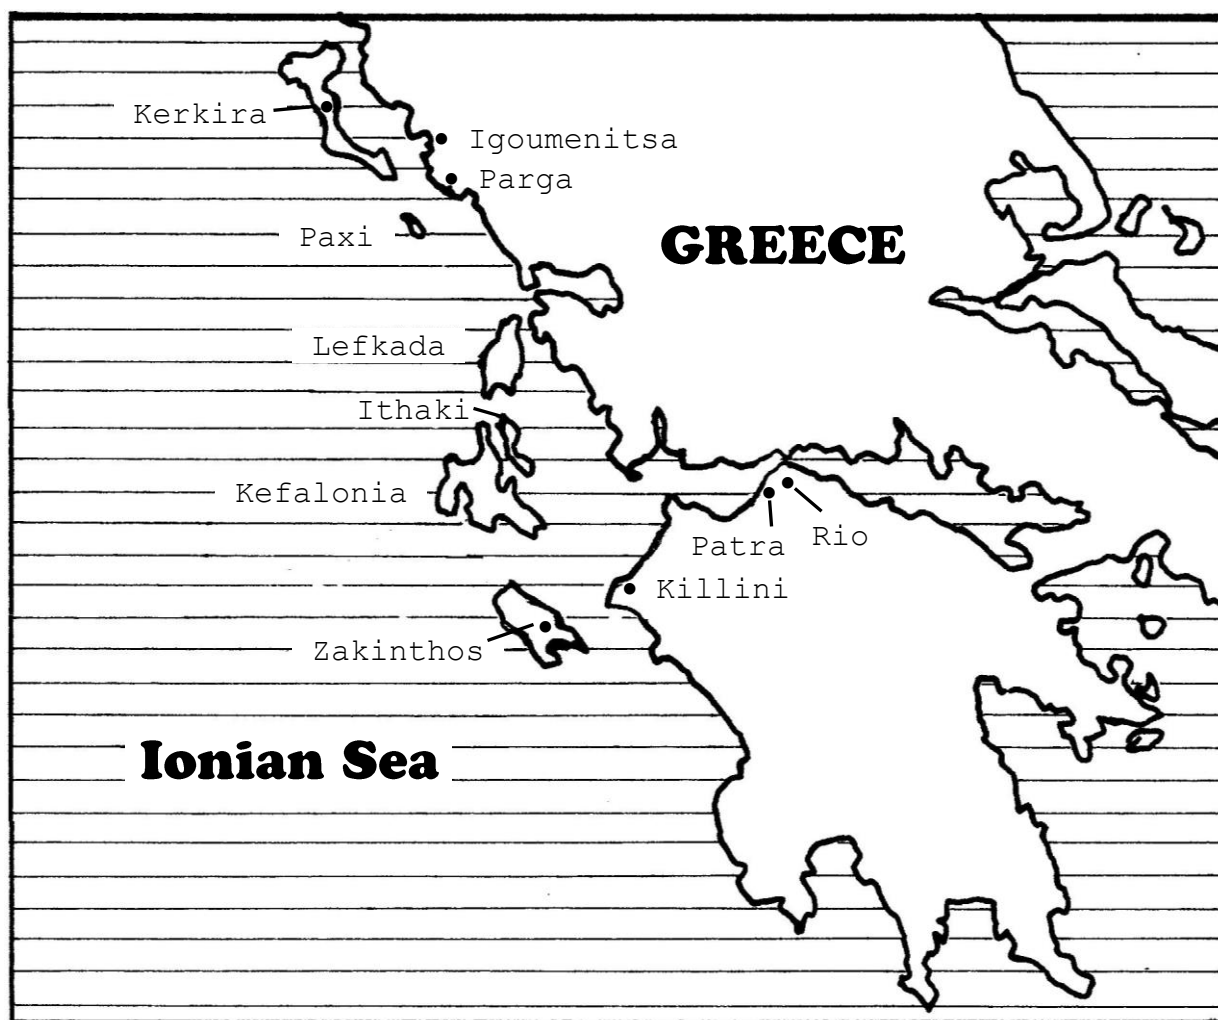 Kerkira
Igoumenitsa
Parga
Paxi
GREECE
Lefkada
Ithaki
Kefalonia
Patra
Rio
Killini
Zakinthos
Ionian Sea